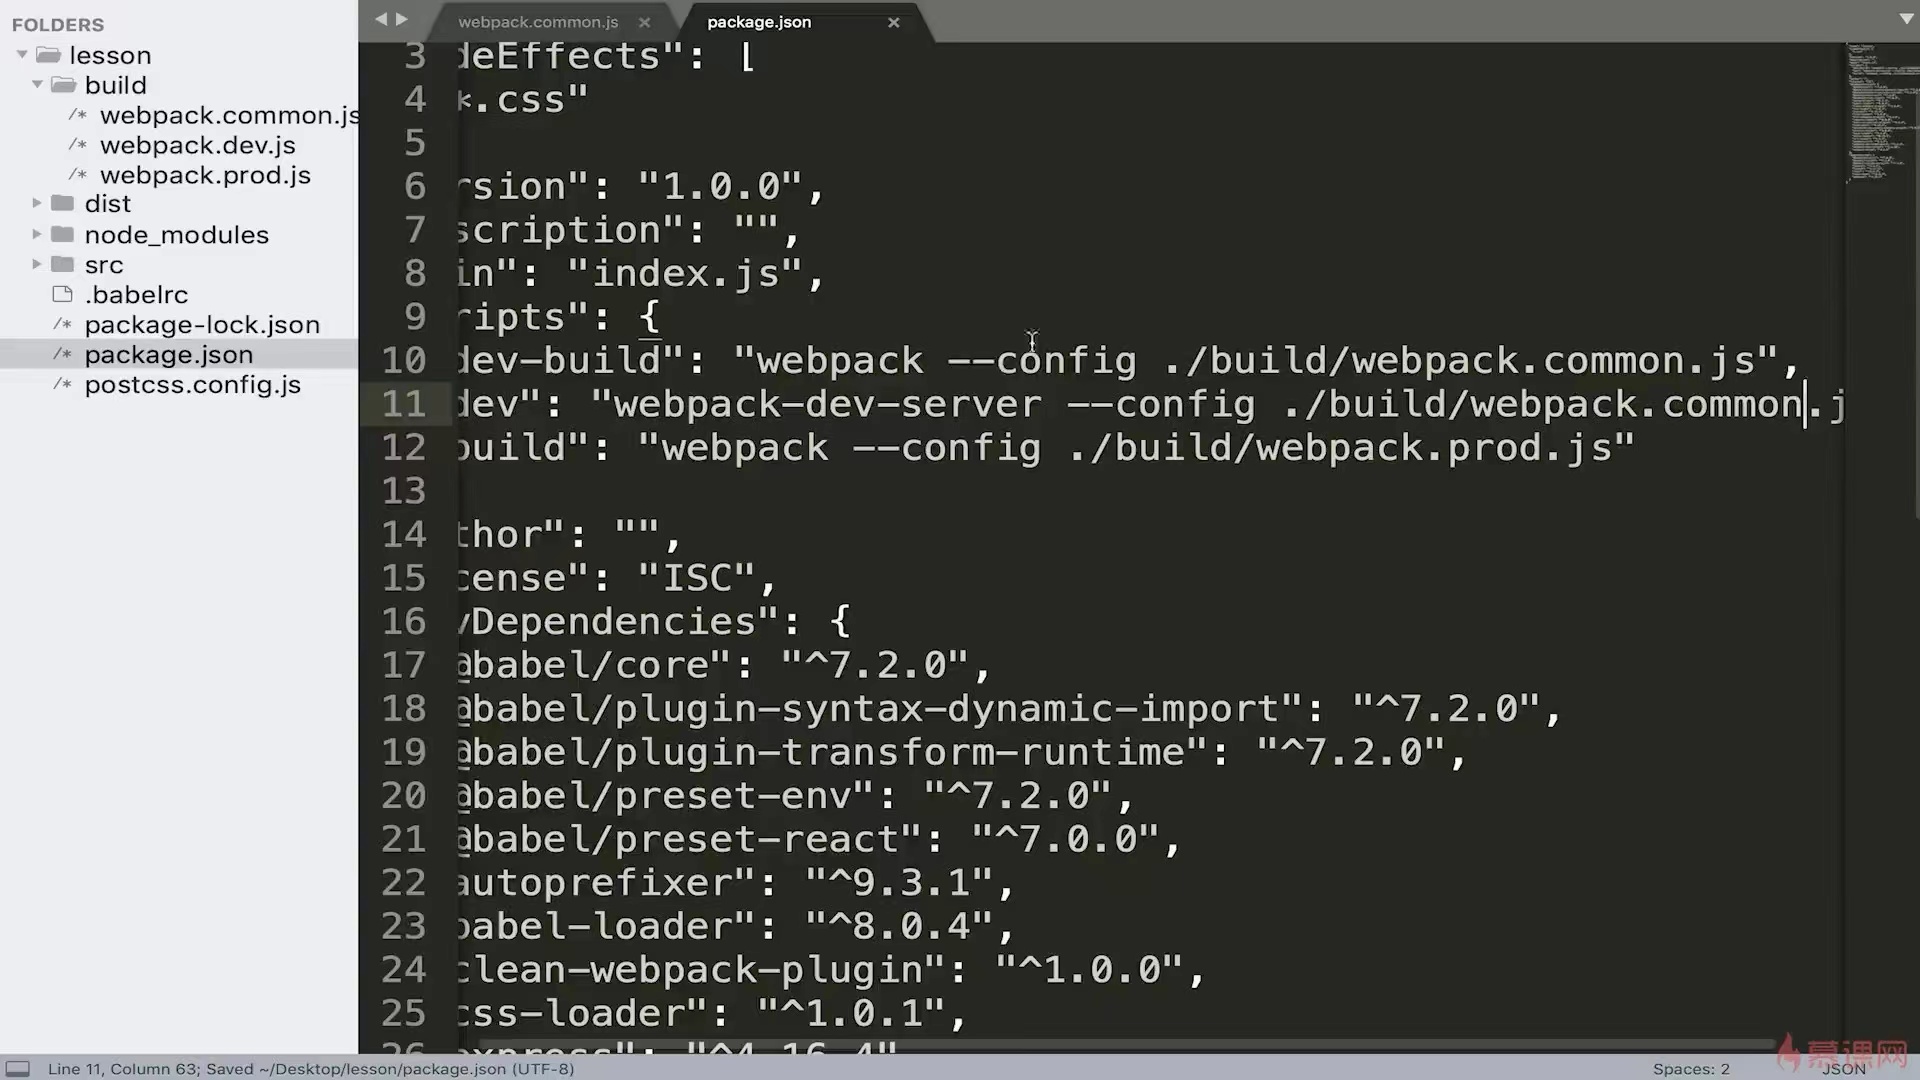 FOLDERS
lesson
build
/* webpack.common.js
/* webpack.dev.js
/* webpack.prod.js
dist
node_modules
src
.babelrc
/* package-lock.json
/* package.json
/* postcss.config.js
webpack.common.js ×
package.json ×
3 deEffects": [
4 *.css"
5
6 rsion": "1.0.0",
7 scription": "",
8 in": "index.js",
9 ripts": {
10 dev-build": "webpack --config ./build/webpack.common.js",
11 dev": "webpack-dev-server --config ./build/webpack.common.j
12 build": "webpack --config ./build/webpack.prod.js"
13
14 thor": "",
15 cense": "ISC",
16 vDependencies": {
17 @babel/core": "^7.2.0",
18 @babel/plugin-syntax-dynamic-import": "^7.2.0",
19 @babel/plugin-transform-runtime": "^7.2.0",
20 @babel/preset-env": "^7.2.0",
21 @babel/preset-react": "^7.0.0",
22 autoprefixer": "^9.3.1",
23 babel-loader": "^8.0.4",
24 clean-webpack-plugin": "^1.0.0",
25 css-loader": "^1.0.1",
26 express": "^4.16.4"
Line 11, Column 63; Saved ~/Desktop/lesson/package.json (UTF-8)
Spaces: 2
JSON
慕课网